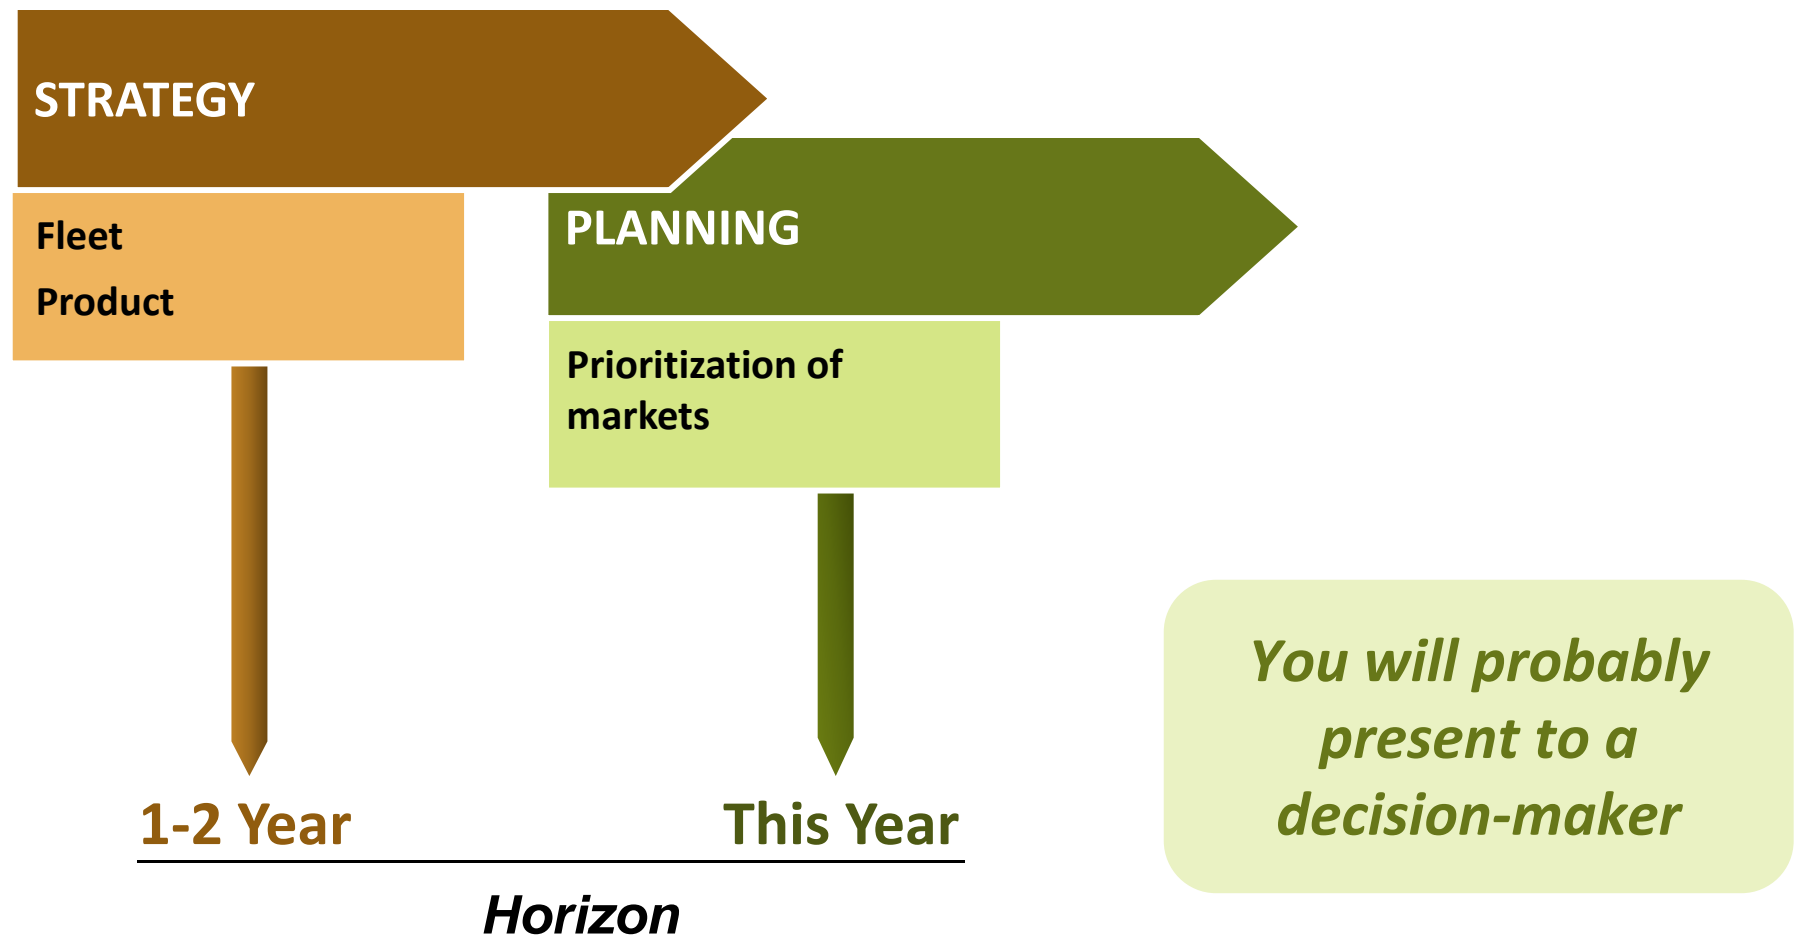 STRATEGY
Fleet
Product
PLANNING
Prioritization of
markets
1-2 Year
This Year
Horizon
You will probably
present to a
decision-maker